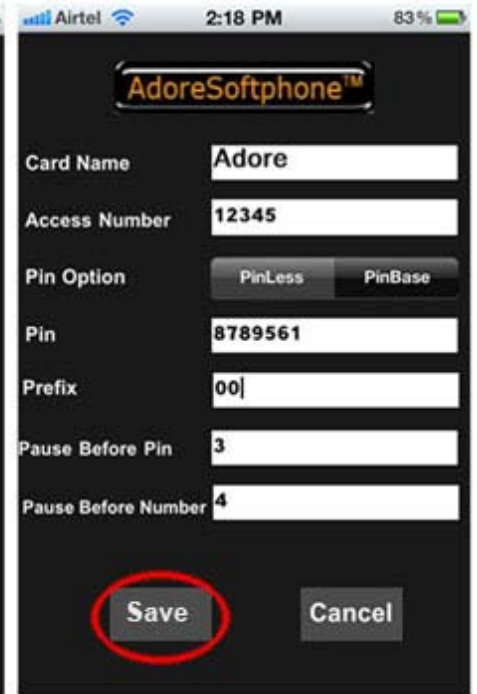 Airtel 2:18 PM 83%
AdoreSoftphone™
Card Name Adore
Access Number 12345
Pin Option PinLess PinBase
Pin 8789561
Prefix 00
Pause Before Pin 3
Pause Before Number 4
Save Cancel